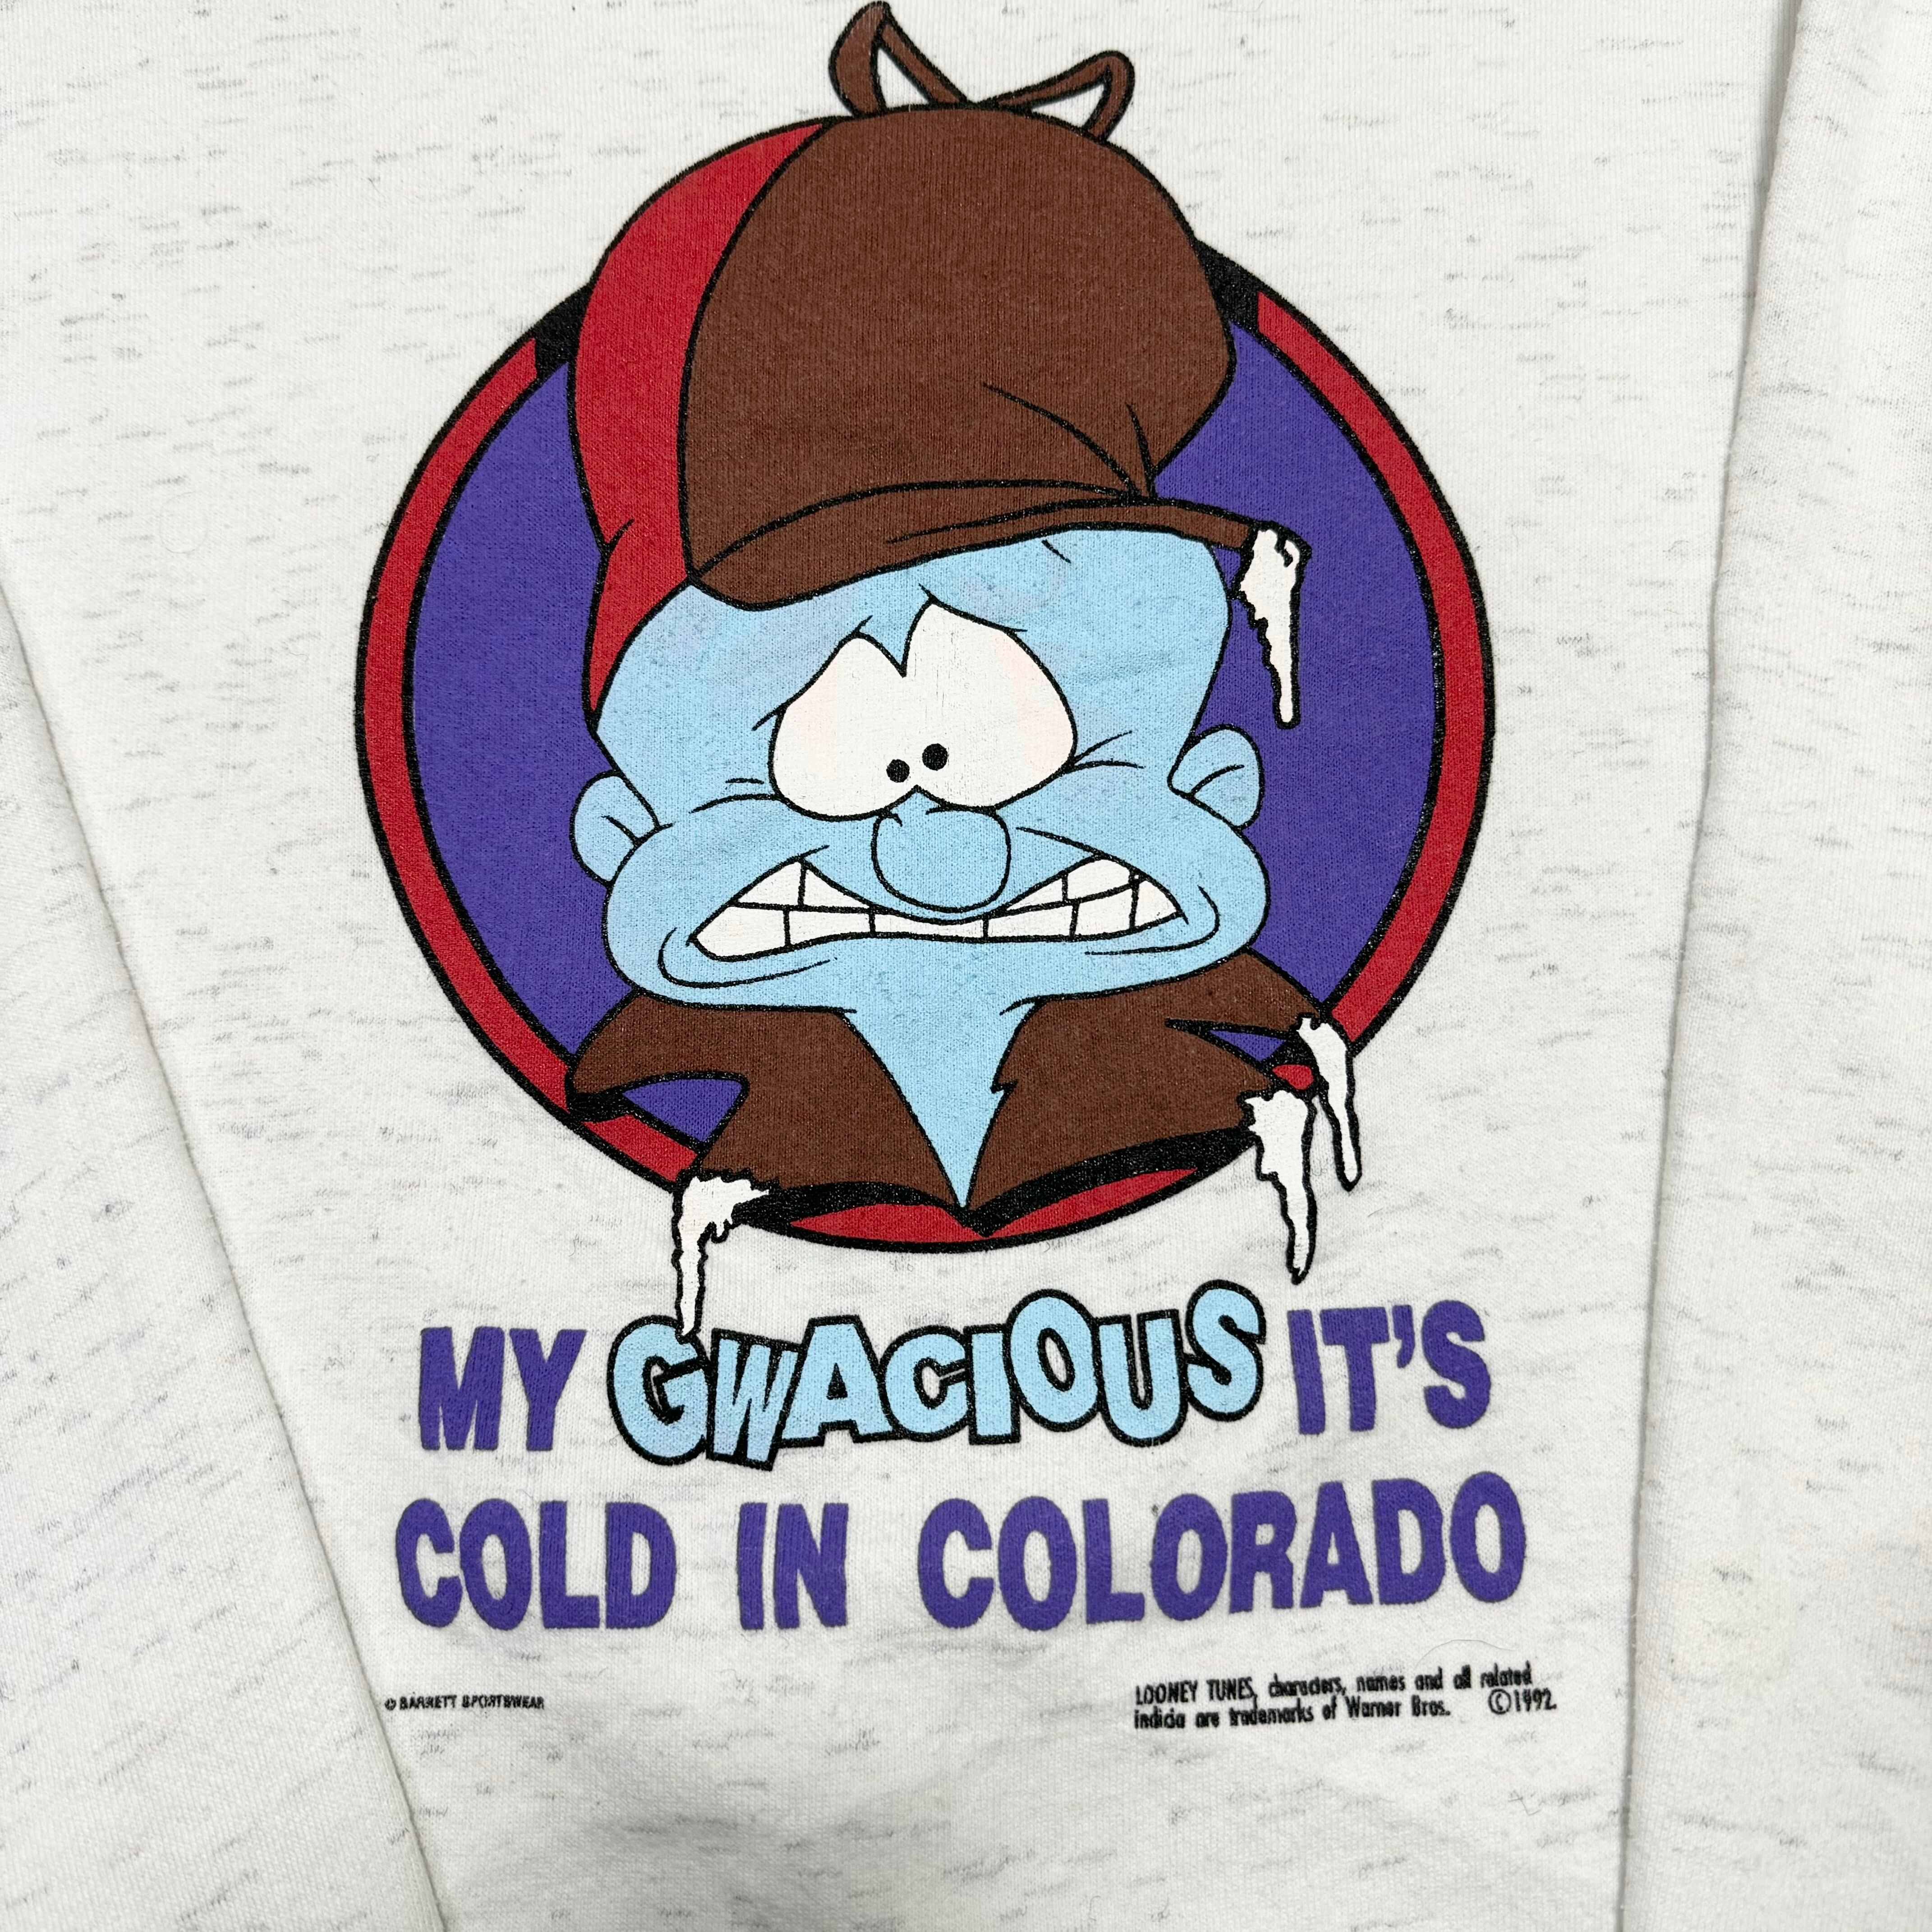 MY GWACIOUS IT'S
COLD IN COLORADO
© BARRETT SPORTSWEAR
LOONEY TUNES, characters, names and all related
indicia are trademarks of Warner Bros. ©1992